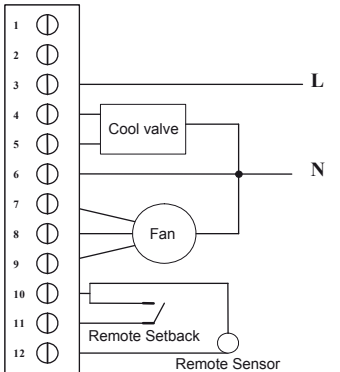 1
2
3 L
4
Cool valve
5
6 N
7
8 Fan
9
10
11
Remote Setback
12
Remote Sensor